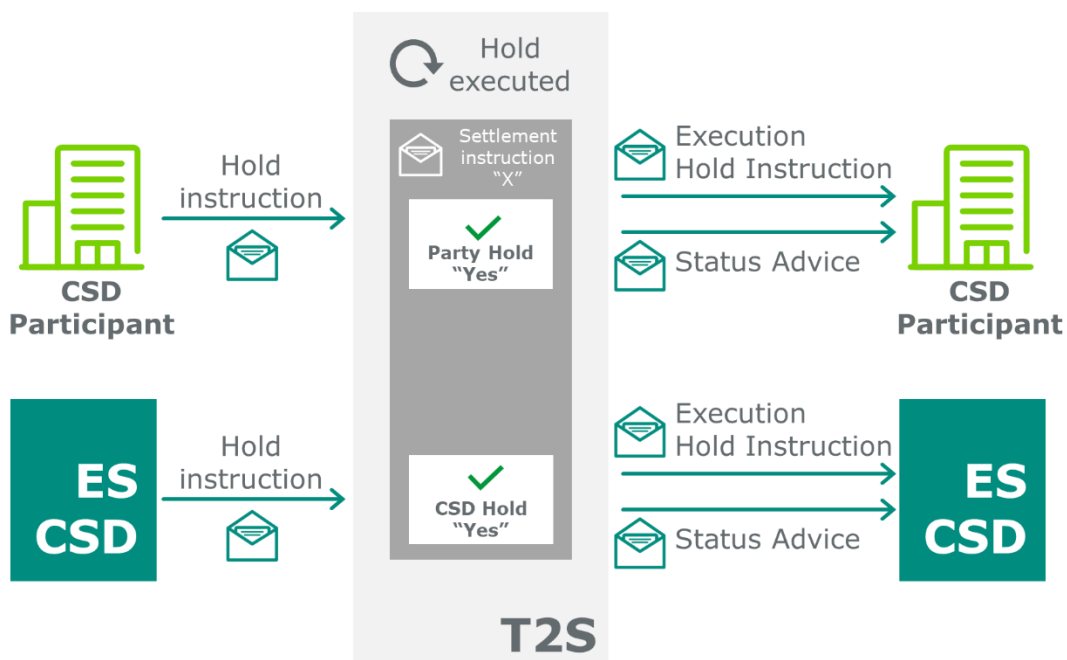 Hold
executed
Settlement
instruction
“X”
Hold
instruction
Party Hold
“Yes”
Execution
Hold Instruction
Status Advice
CSD
Participant
CSD
Participant
Hold
instruction
ES
CSD
CSD Hold
“Yes”
Execution
Hold Instruction
Status Advice
ES
CSD
T2S